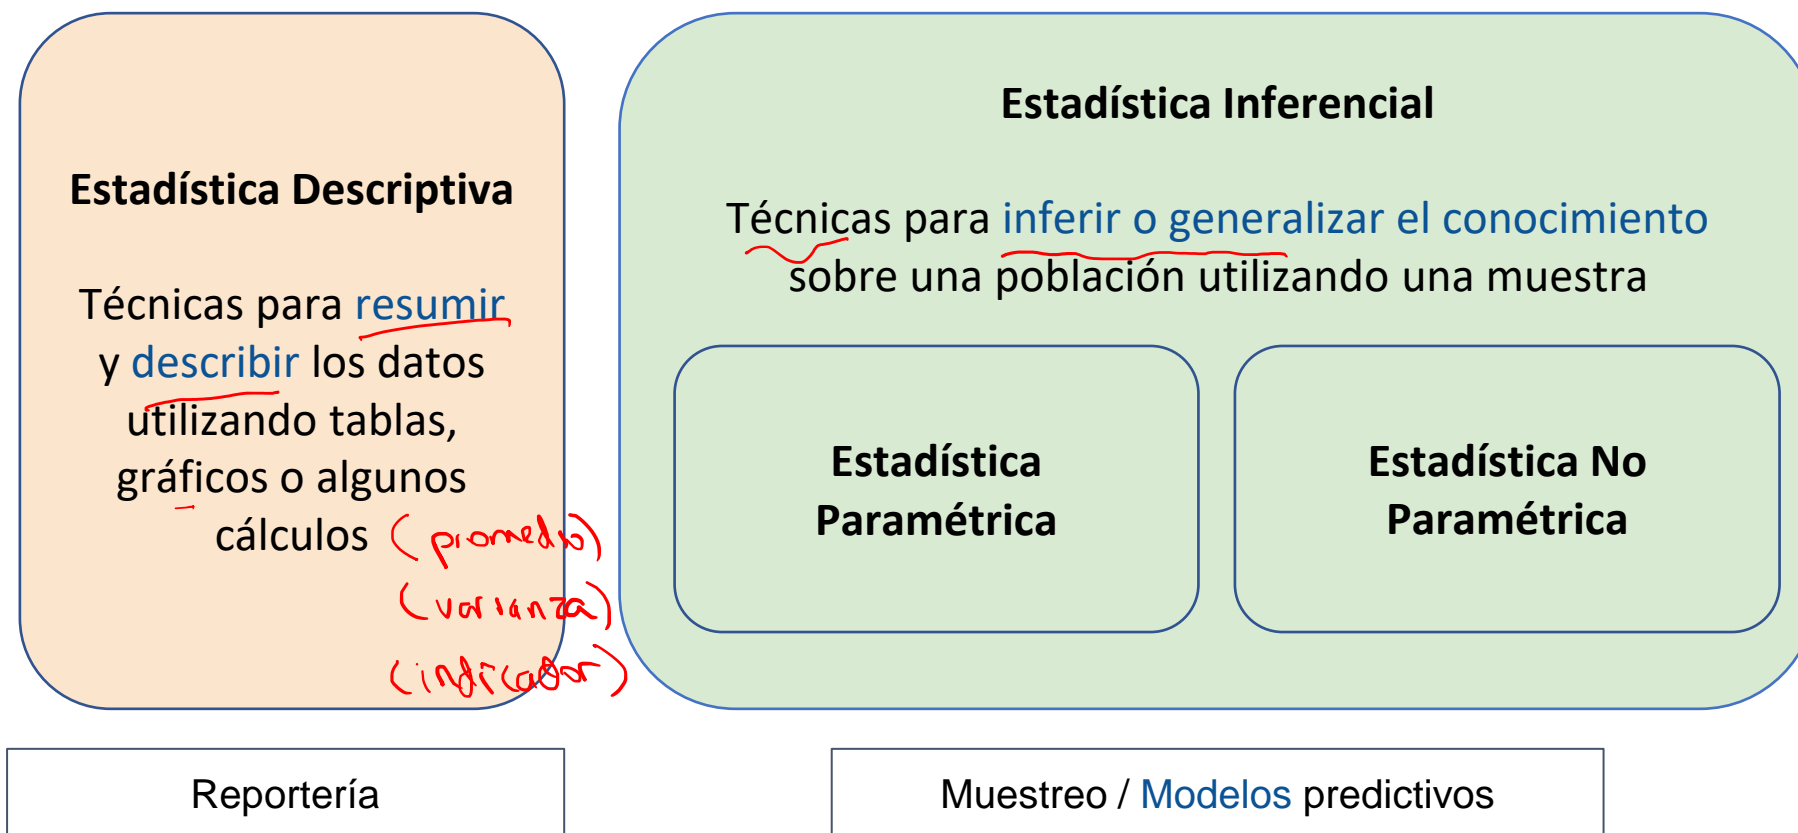 Estadística Descriptiva
Técnicas para resumir
y describir los datos
utilizando tablas,
gráficos o algunos
cálculos (promedio)
(varianza)
(indicador)
Reportería
Estadística Inferencial
Técnicas para inferir o generalizar el conocimiento
sobre una población utilizando una muestra
Estadística
Paramétrica
Estadística No
Paramétrica
Muestreo / Modelos predictivos